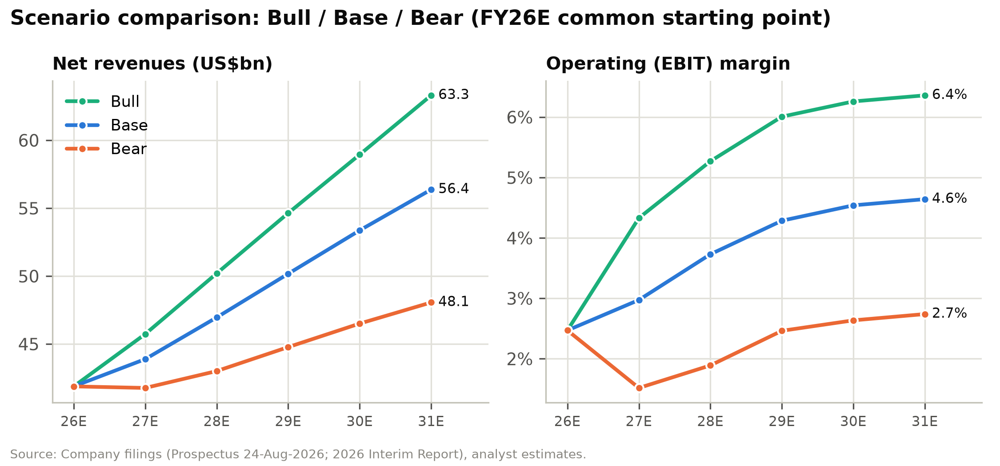 Scenario comparison: Bull / Base / Bear (FY26E common starting point)
Net revenues (US$bn)
Bull
Base
Bear
60
55
50
45
63.3
56.4
48.1
26E 27E 28E 29E 30E 31E
Operating (EBIT) margin
6%
5%
4%
3%
2%
6.4%
4.6%
2.7%
26E 27E 28E 29E 30E 31E
Source: Company filings (Prospectus 24-Aug-2026; 2026 Interim Report), analyst estimates.